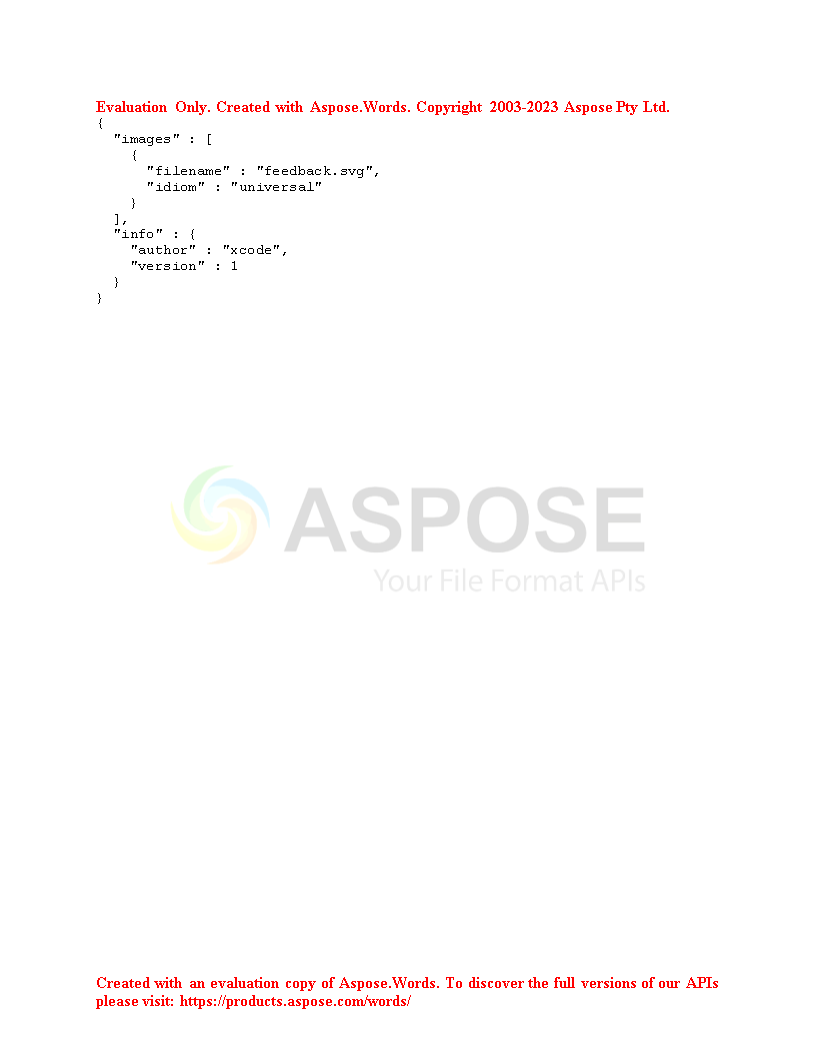 Evaluation Only. Created with Aspose.Words. Copyright 2003-2023 Aspose Pty Ltd.
{
  "images" : [
    {
      "filename" : "feedback.svg",
      "idiom" : "universal"
    }
  ],
  "info" : {
    "author" : "xcode",
    "version" : 1
  }
}
ASPOSE
Your File Format APIs
Created with an evaluation copy of Aspose.Words. To discover the full versions of our APIs
please visit: https://products.aspose.com/words/